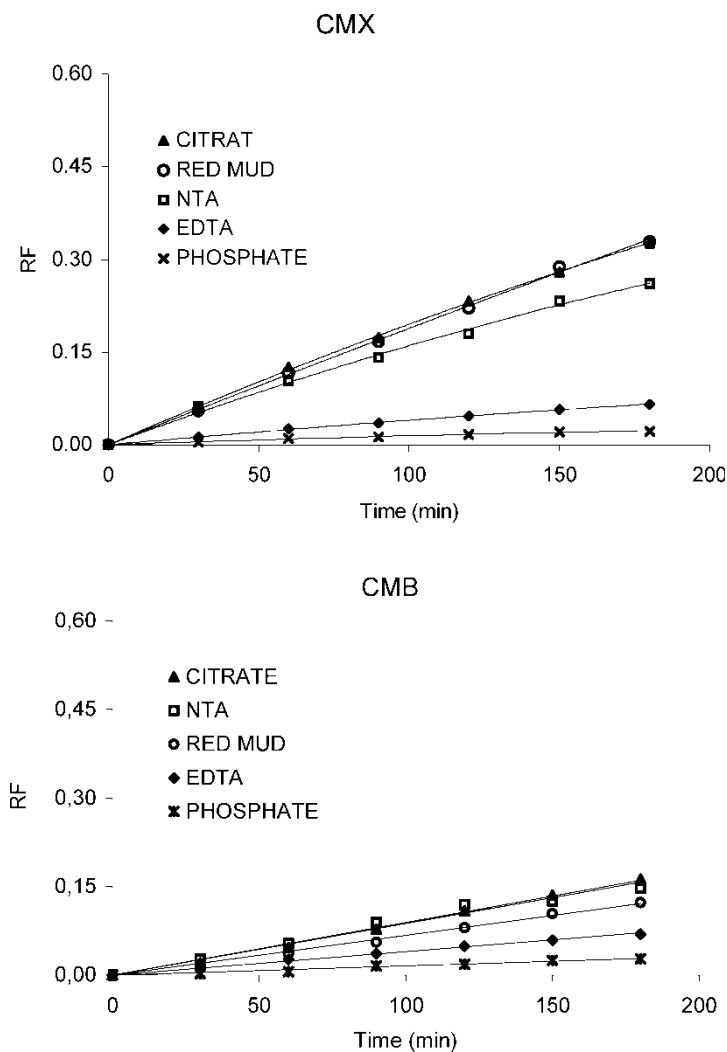 CMX
0.60
0.45
0.30
0.15
0.00
RF
CITRAT
RED MUD
NTA
EDTA
PHOSPHATE
0 50 100 150 200
Time (min)
CMB
0,60
0,45
0,30
0,15
0,00
RF
CITRATE
NTA
RED MUD
EDTA
PHOSPHATE
0 50 100 150 200
Time (min)